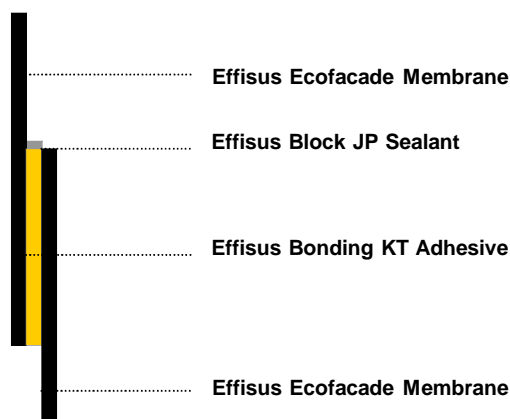 Effisus Ecofacade Membrane
Effisus Block JP Sealant
Effisus Bonding KT Adhesive
Effisus Ecofacade Membrane